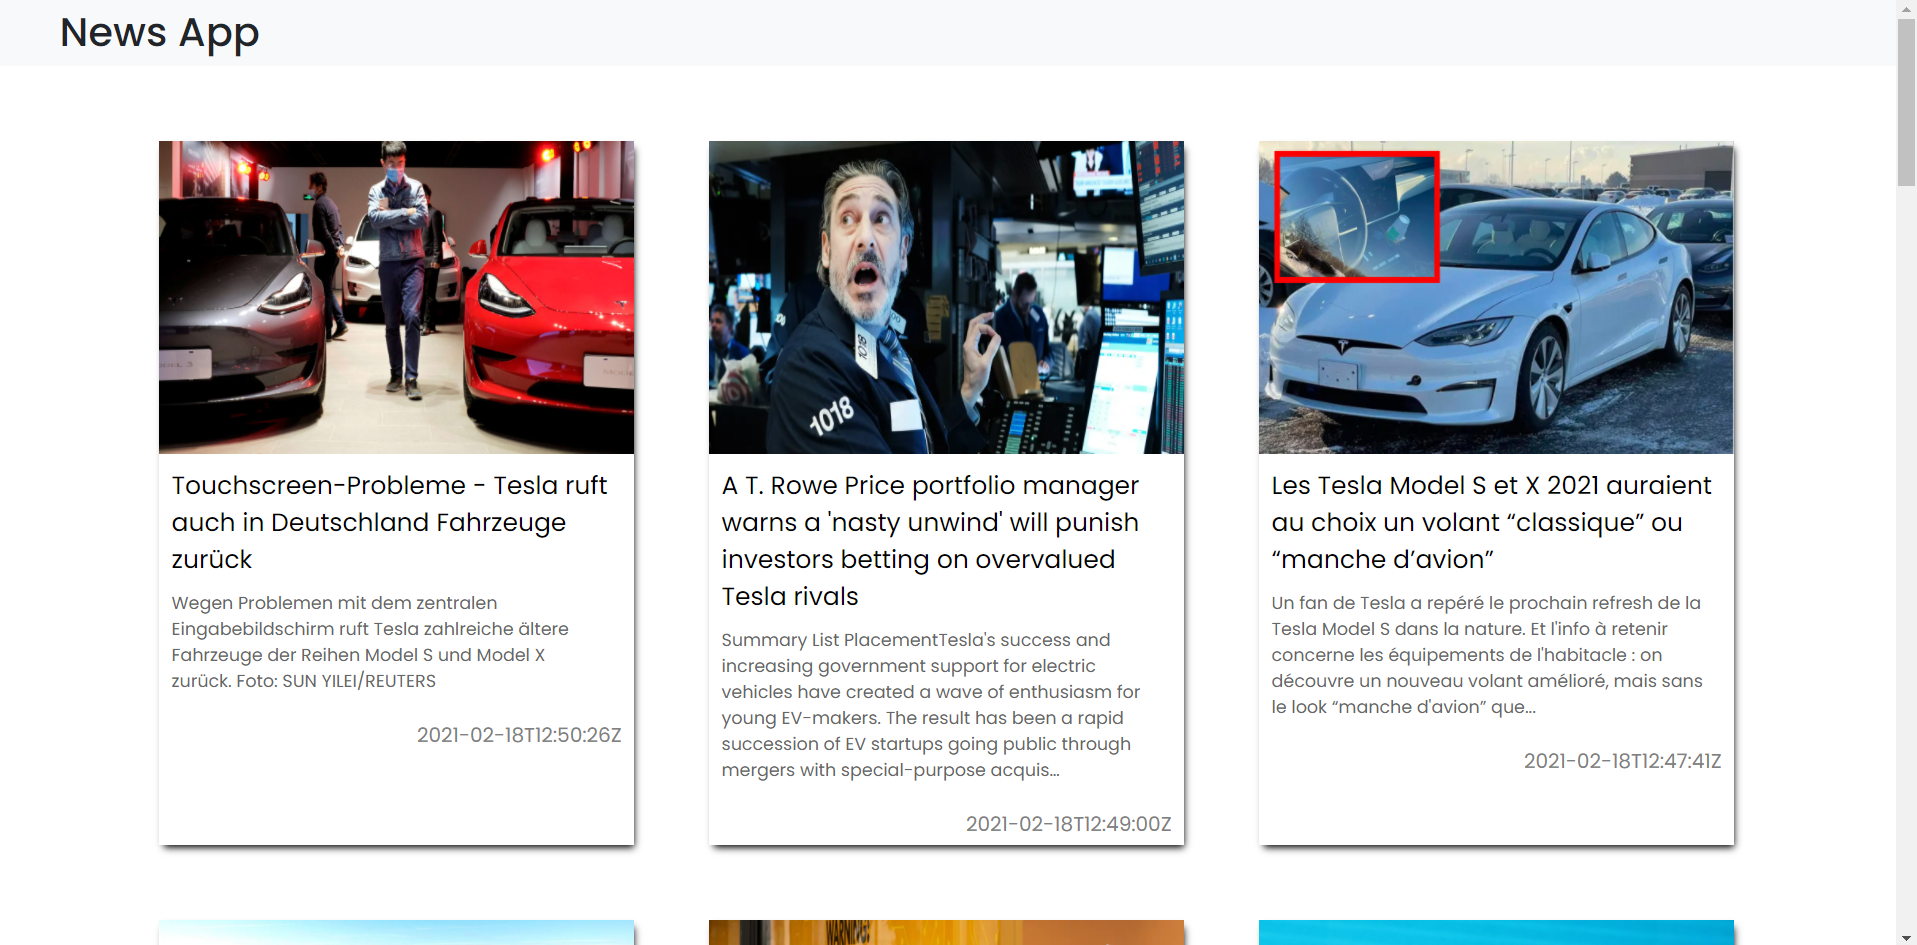 News App
1018
1018
Touchscreen-Probleme - Tesla ruft
auch in Deutschland Fahrzeuge
zurück
Wegen Problemen mit dem zentralen
Eingabebildschirm ruft Tesla zahlreiche ältere
Fahrzeuge der Reihen Model S und Model X
zurück. Foto: SUN YILEI/REUTERS
2021-02-18T12:50:26Z
A T. Rowe Price portfolio manager
warns a 'nasty unwind' will punish
investors betting on overvalued
Tesla rivals
Summary List PlacementTesla's success and
increasing government support for electric
vehicles have created a wave of enthusiasm for
young EV-makers. The result has been a rapid
succession of EV startups going public through
mergers with special-purpose acquis...
2021-02-18T12:49:00Z
Les Tesla Model S et X 2021 auraient
au choix un volant “classique” ou
“manche d’avion”
Un fan de Tesla a repéré le prochain refresh de la
Tesla Model S dans la nature. Et l'info à retenir
concerne les équipements de l'habitacle : on
découvre un nouveau volant amélioré, mais sans
le look “manche d'avion” que...
2021-02-18T12:47:41Z
WARNING!